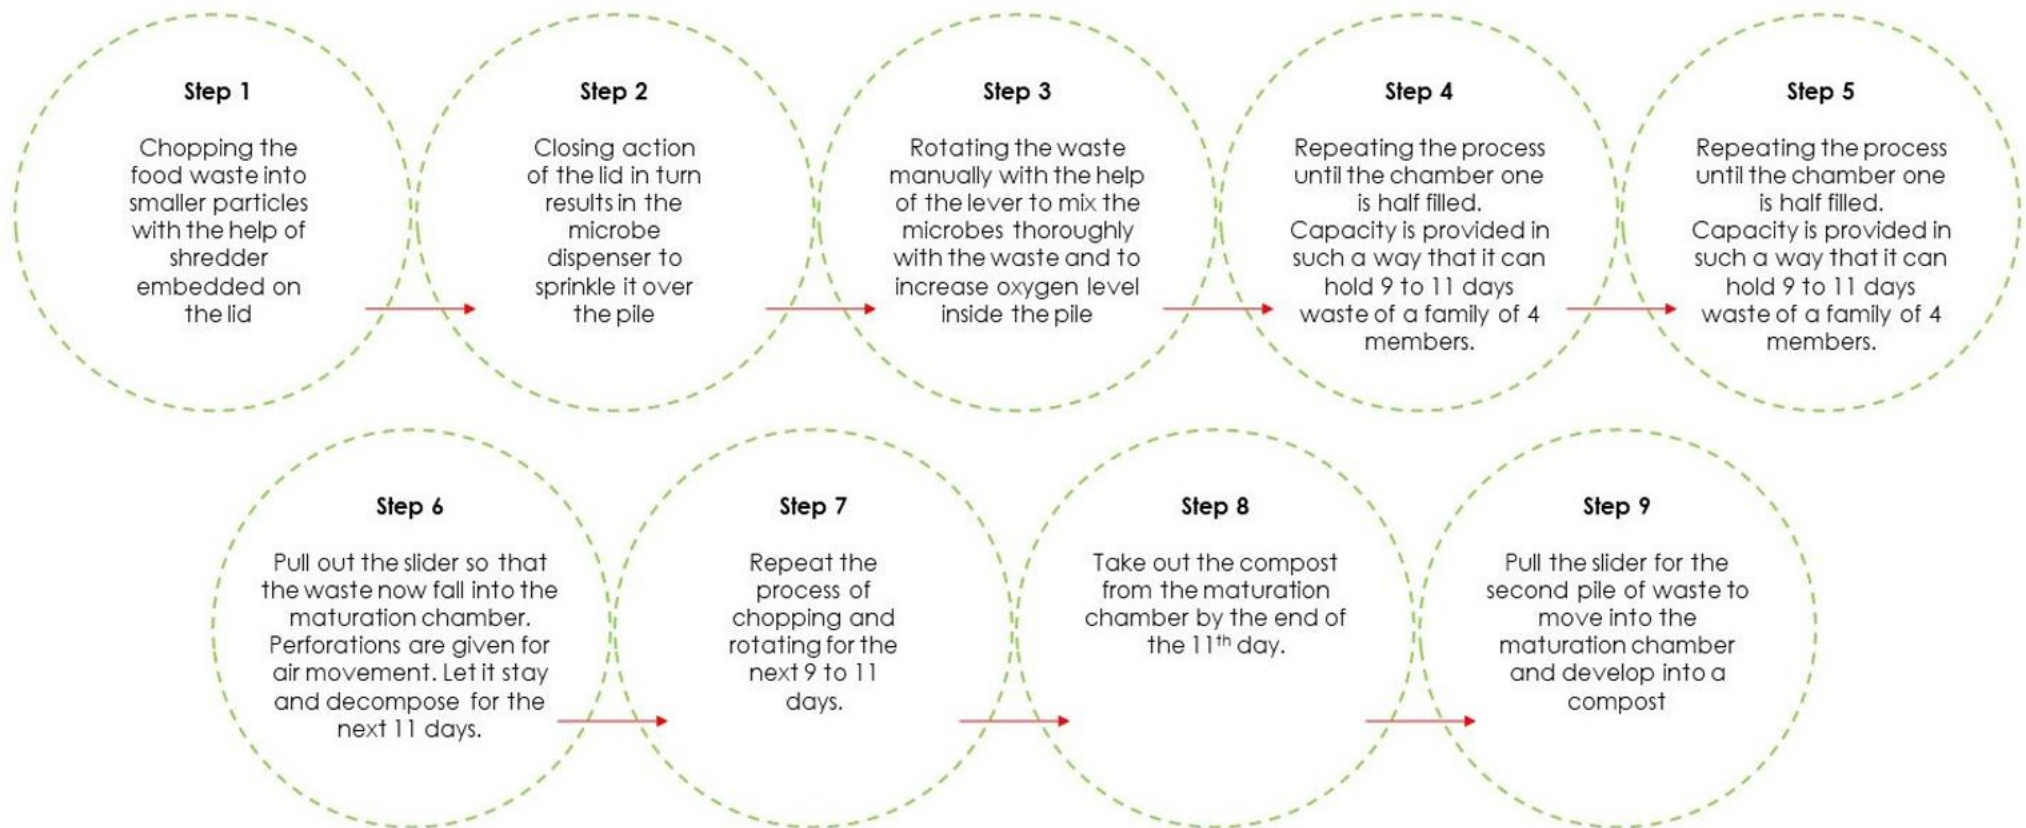 Step 1
Chopping the
food waste into
smaller particles
with the help of
shredder
embedded on
the lid
Step 2
Closing action
of the lid in turn
results in the
microbe
dispenser to
sprinkle it over
the pile
Step 3
Rotating the waste
manually with the help
of the lever to mix the
microbes thoroughly
with the waste and to
increase oxygen level
inside the pile
Step 4
Repeating the process
until the chamber one
is half filled.
Capacity is provided in
such a way that it can
hold 9 to 11 days
waste of a family of 4
members.
Step 5
Repeating the process
until the chamber one
is half filled.
Capacity is provided in
such a way that it can
hold 9 to 11 days
waste of a family of 4
members.
Step 6
Pull out the slider so that
the waste now fall into the
maturation chamber.
Perforations are given for
air movement. Let it stay
and decompose for the
next 11 days.
Step 7
Repeat the
process of
chopping and
rotating for the
next 9 to 11
days.
Step 8
Take out the compost
from the maturation
chamber by the end of
the 11th day.
Step 9
Pull the slider for the
second pile of waste to
move into the
maturation chamber
and develop into a
compost